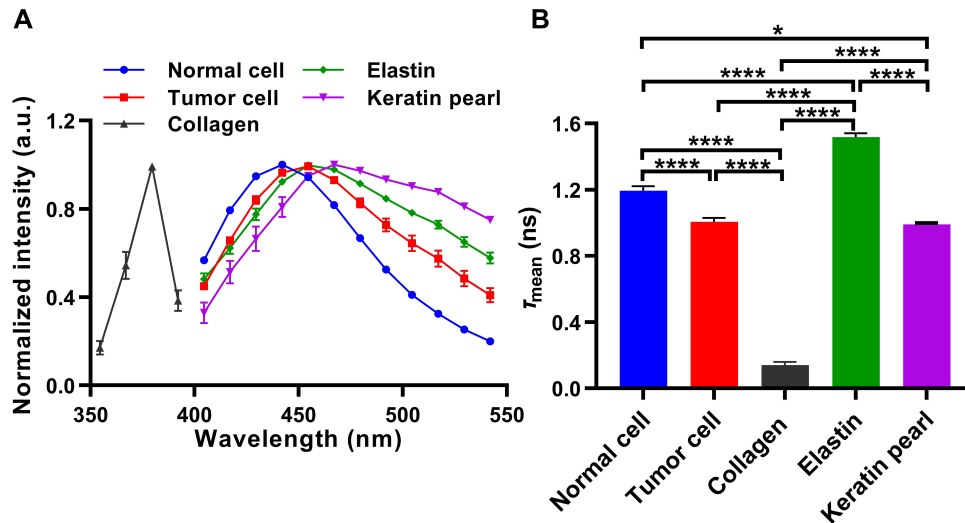 A
Normal cell
Tumor cell
Collagen
Elastin
Keratin pearl
Normalized intensity (a.u.)
1.2
0.8
0.4
0.0
350
400
450
500
550
Wavelength (nm)
B
*
****
****
****
****
****
****
****
****
τmean (ns)
1.6
1.2
0.8
0.4
0.0
Normal cell
Tumor cell
Collagen
Elastin
Keratin pearl